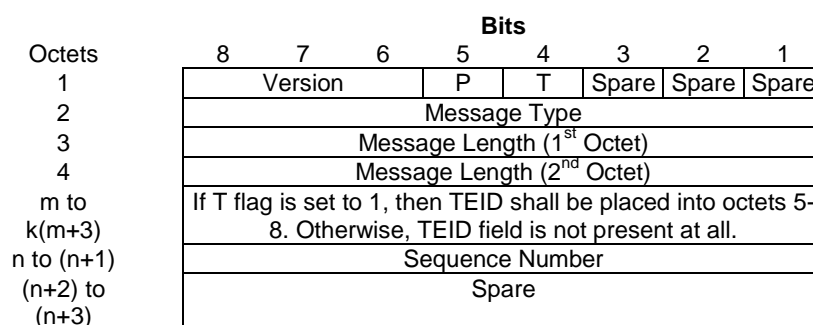 Bits
Octets 8 7 6 5 4 3 2 1
1 Version P T Spare Spare Spare
2 Message Type
3 Message Length (1st Octet)
4 Message Length (2nd Octet)
m to If T flag is set to 1, then TEID shall be placed into octets 5-
k(m+3) 8. Otherwise, TEID field is not present at all.
n to (n+1) Sequence Number
(n+2) to Spare
(n+3)